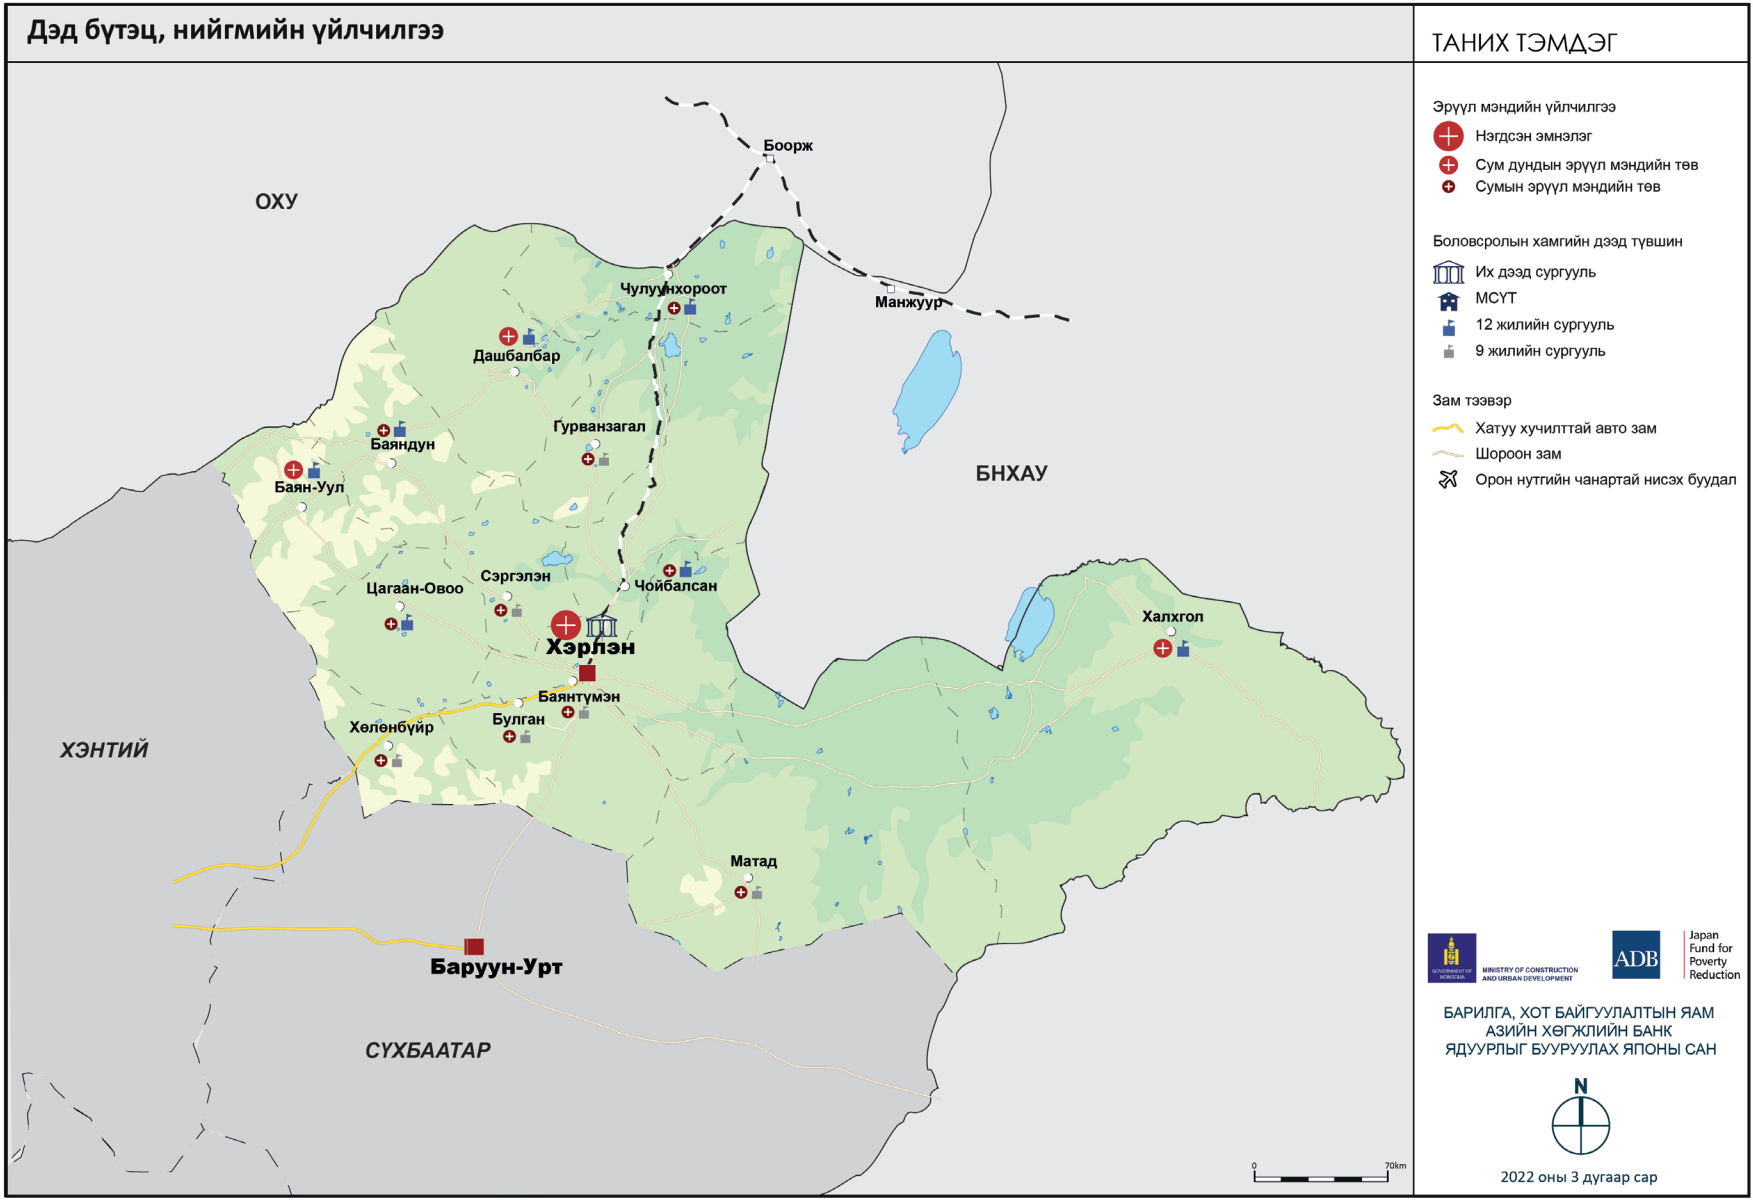 Дэд бүтэц, нийгмийн үйлчилгээ
ТАНИХ ТЭМДЭГ
Эрүүл мэндийн үйлчилгээ
Нэгдсэн эмнэлэг
Сум дундын эрүүл мэндийн төв
Сумын эрүүл мэндийн төв
Боловсролын хамгийн дээд түвшин
Их дээд сургууль
МСҮТ
12 жилийн сургууль
9 жилийн сургууль
Зам тээвэр
Хатуу хучилттай авто зам
Шороон зам
Орон нутгийн чанартай нисэх буудал
Боорж
ОХУ
Чулуунхороот
Манжуур
Дашбалбар
Гурванзагал
Баяндун
БНХАУ
Баян-Уул
Сэргэлэн
Цагаан-Овоо
Чойбалсан
Халхгол
Хэрлэн
Баянтүмэн
Булган
Хөлөнбүйр
ХЭНТИЙ
Матад
Баруун-Урт
СҮХБААТАР
GOVERNMENT OF
MONGOLIA
MINISTRY OF CONSTRUCTION
AND URBAN DEVELOPMENT
ADB
Japan
Fund for
Poverty
Reduction
БАРИЛГА, ХОТ БАЙГУУЛАЛТЫН ЯАМ
АЗИЙН ХӨГЖЛИЙН БАНК
ЯДУУРЛЫГ БУУРУУЛАХ ЯПОНЫ САН
N
0 70km
2022 оны 3 дугаар сар